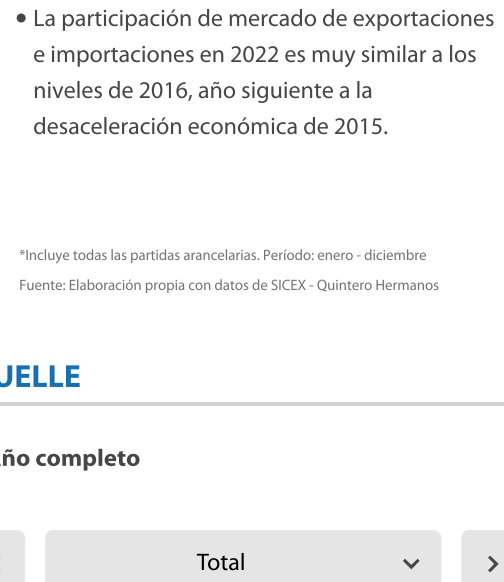 • La participación de mercado de exportaciones
e importaciones en 2022 es muy similar a los
niveles de 2016, año siguiente a la
desaceleración económica de 2015.
*Incluye todas las partidas arancelarias. Período: enero - diciembre
Fuente: Elaboración propia con datos de SICEX - Quintero Hermanos
UELLE
ño completo
Total